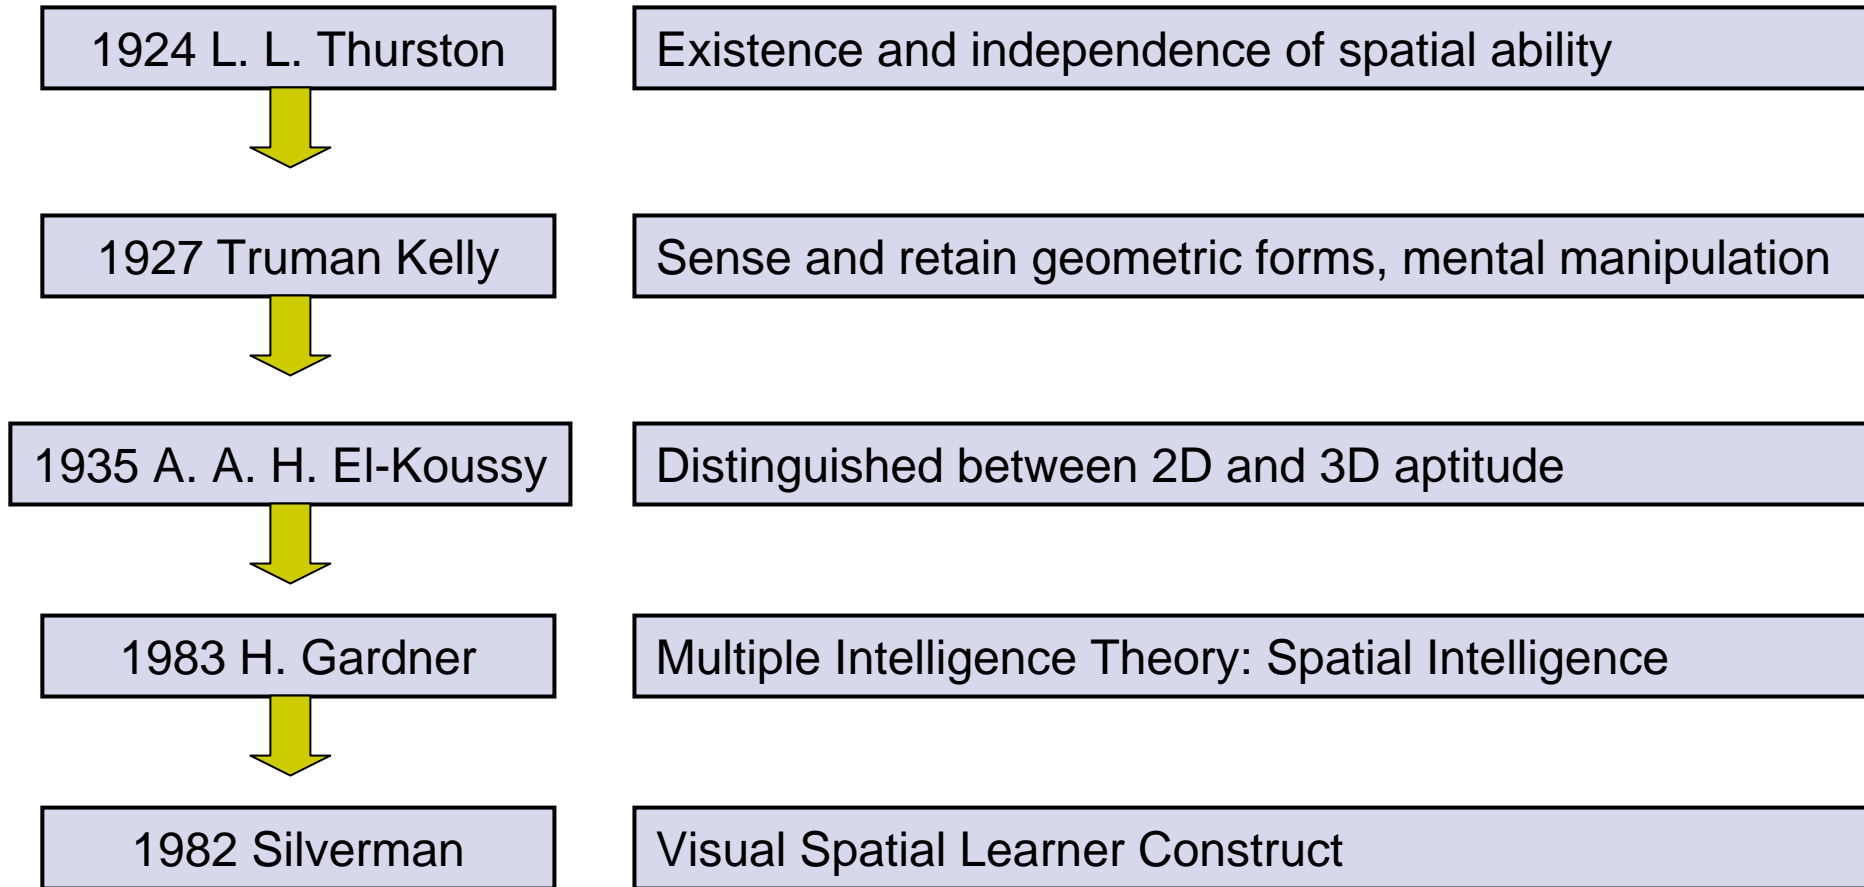 1924 L. L. Thurston
Existence and independence of spatial ability
1927 Truman Kelly
Sense and retain geometric forms, mental manipulation
1935 A. A. H. El-Koussy
Distinguished between 2D and 3D aptitude
1983 H. Gardner
Multiple Intelligence Theory: Spatial Intelligence
1982 Silverman
Visual Spatial Learner Construct